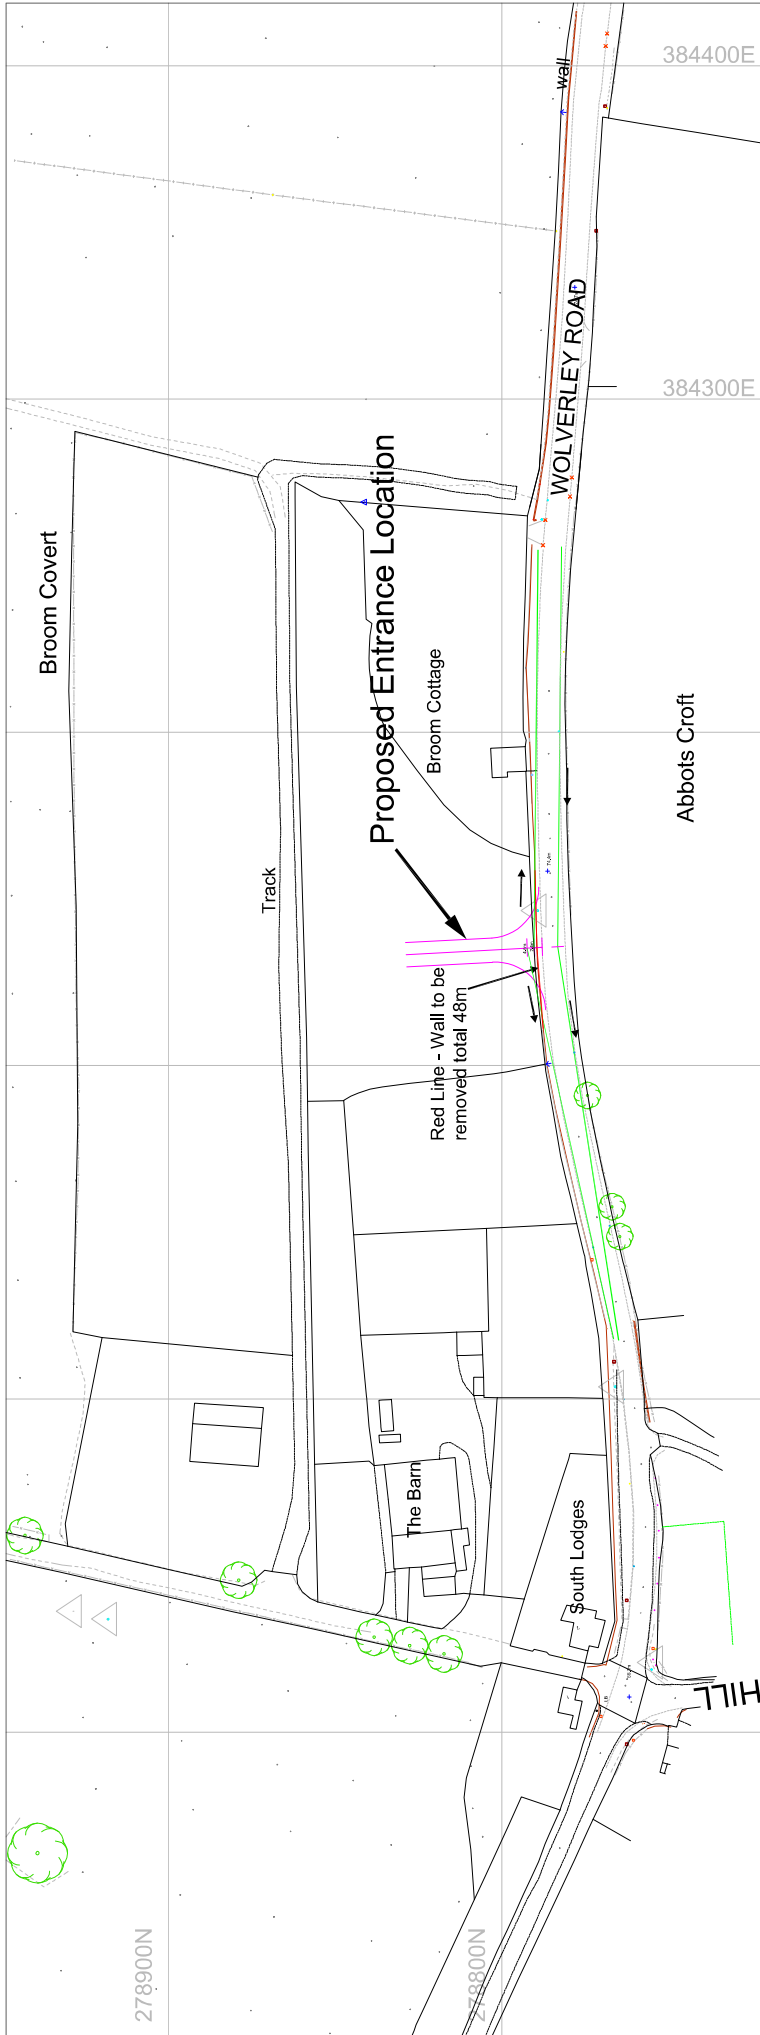 384400E
wall
WOLVERLEY ROAD
384300E
Broom Covert
Proposed Entrance Location
Broom Cottage
Abbots Croft
Track
Red Line - Wall to be
removed total 48m
The Barn
South Lodges
HILL
278900N
278800N